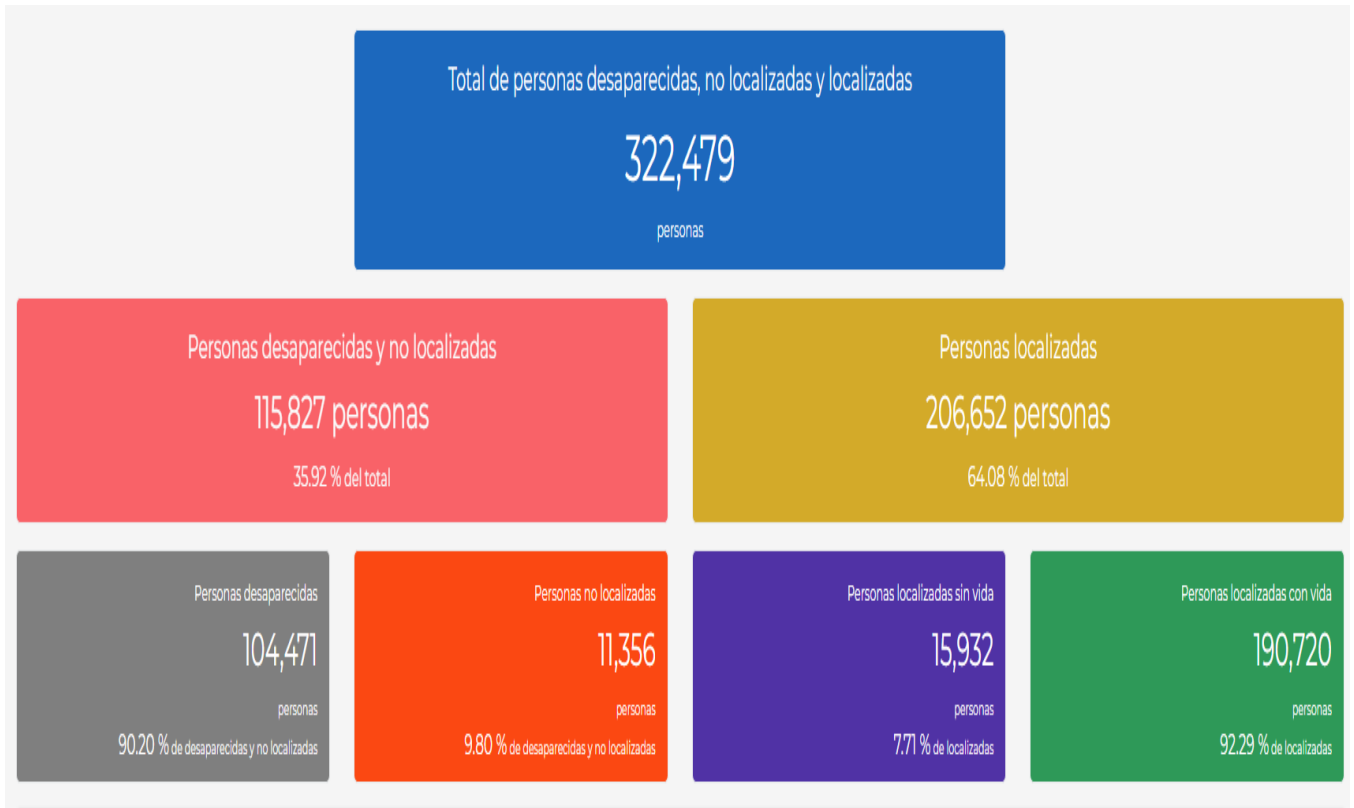 Total de personas desaparecidas, no localizadas y localizadas
322,479
personas
Personas desaparecidas y no localizadas
115,827 personas
35.92 % del total
Personas localizadas
206,652 personas
64.08 % del total
Personas desaparecidas
104,471
personas
90.20 % de desaparecidas y no localizadas
Personas no localizadas
11,356
personas
9.80 % de desaparecidas y no localizadas
Personas localizadas sin vida
15,932
personas
7.71 % de localizadas
Personas localizadas con vida
190,720
personas
92.29 % de localizadas